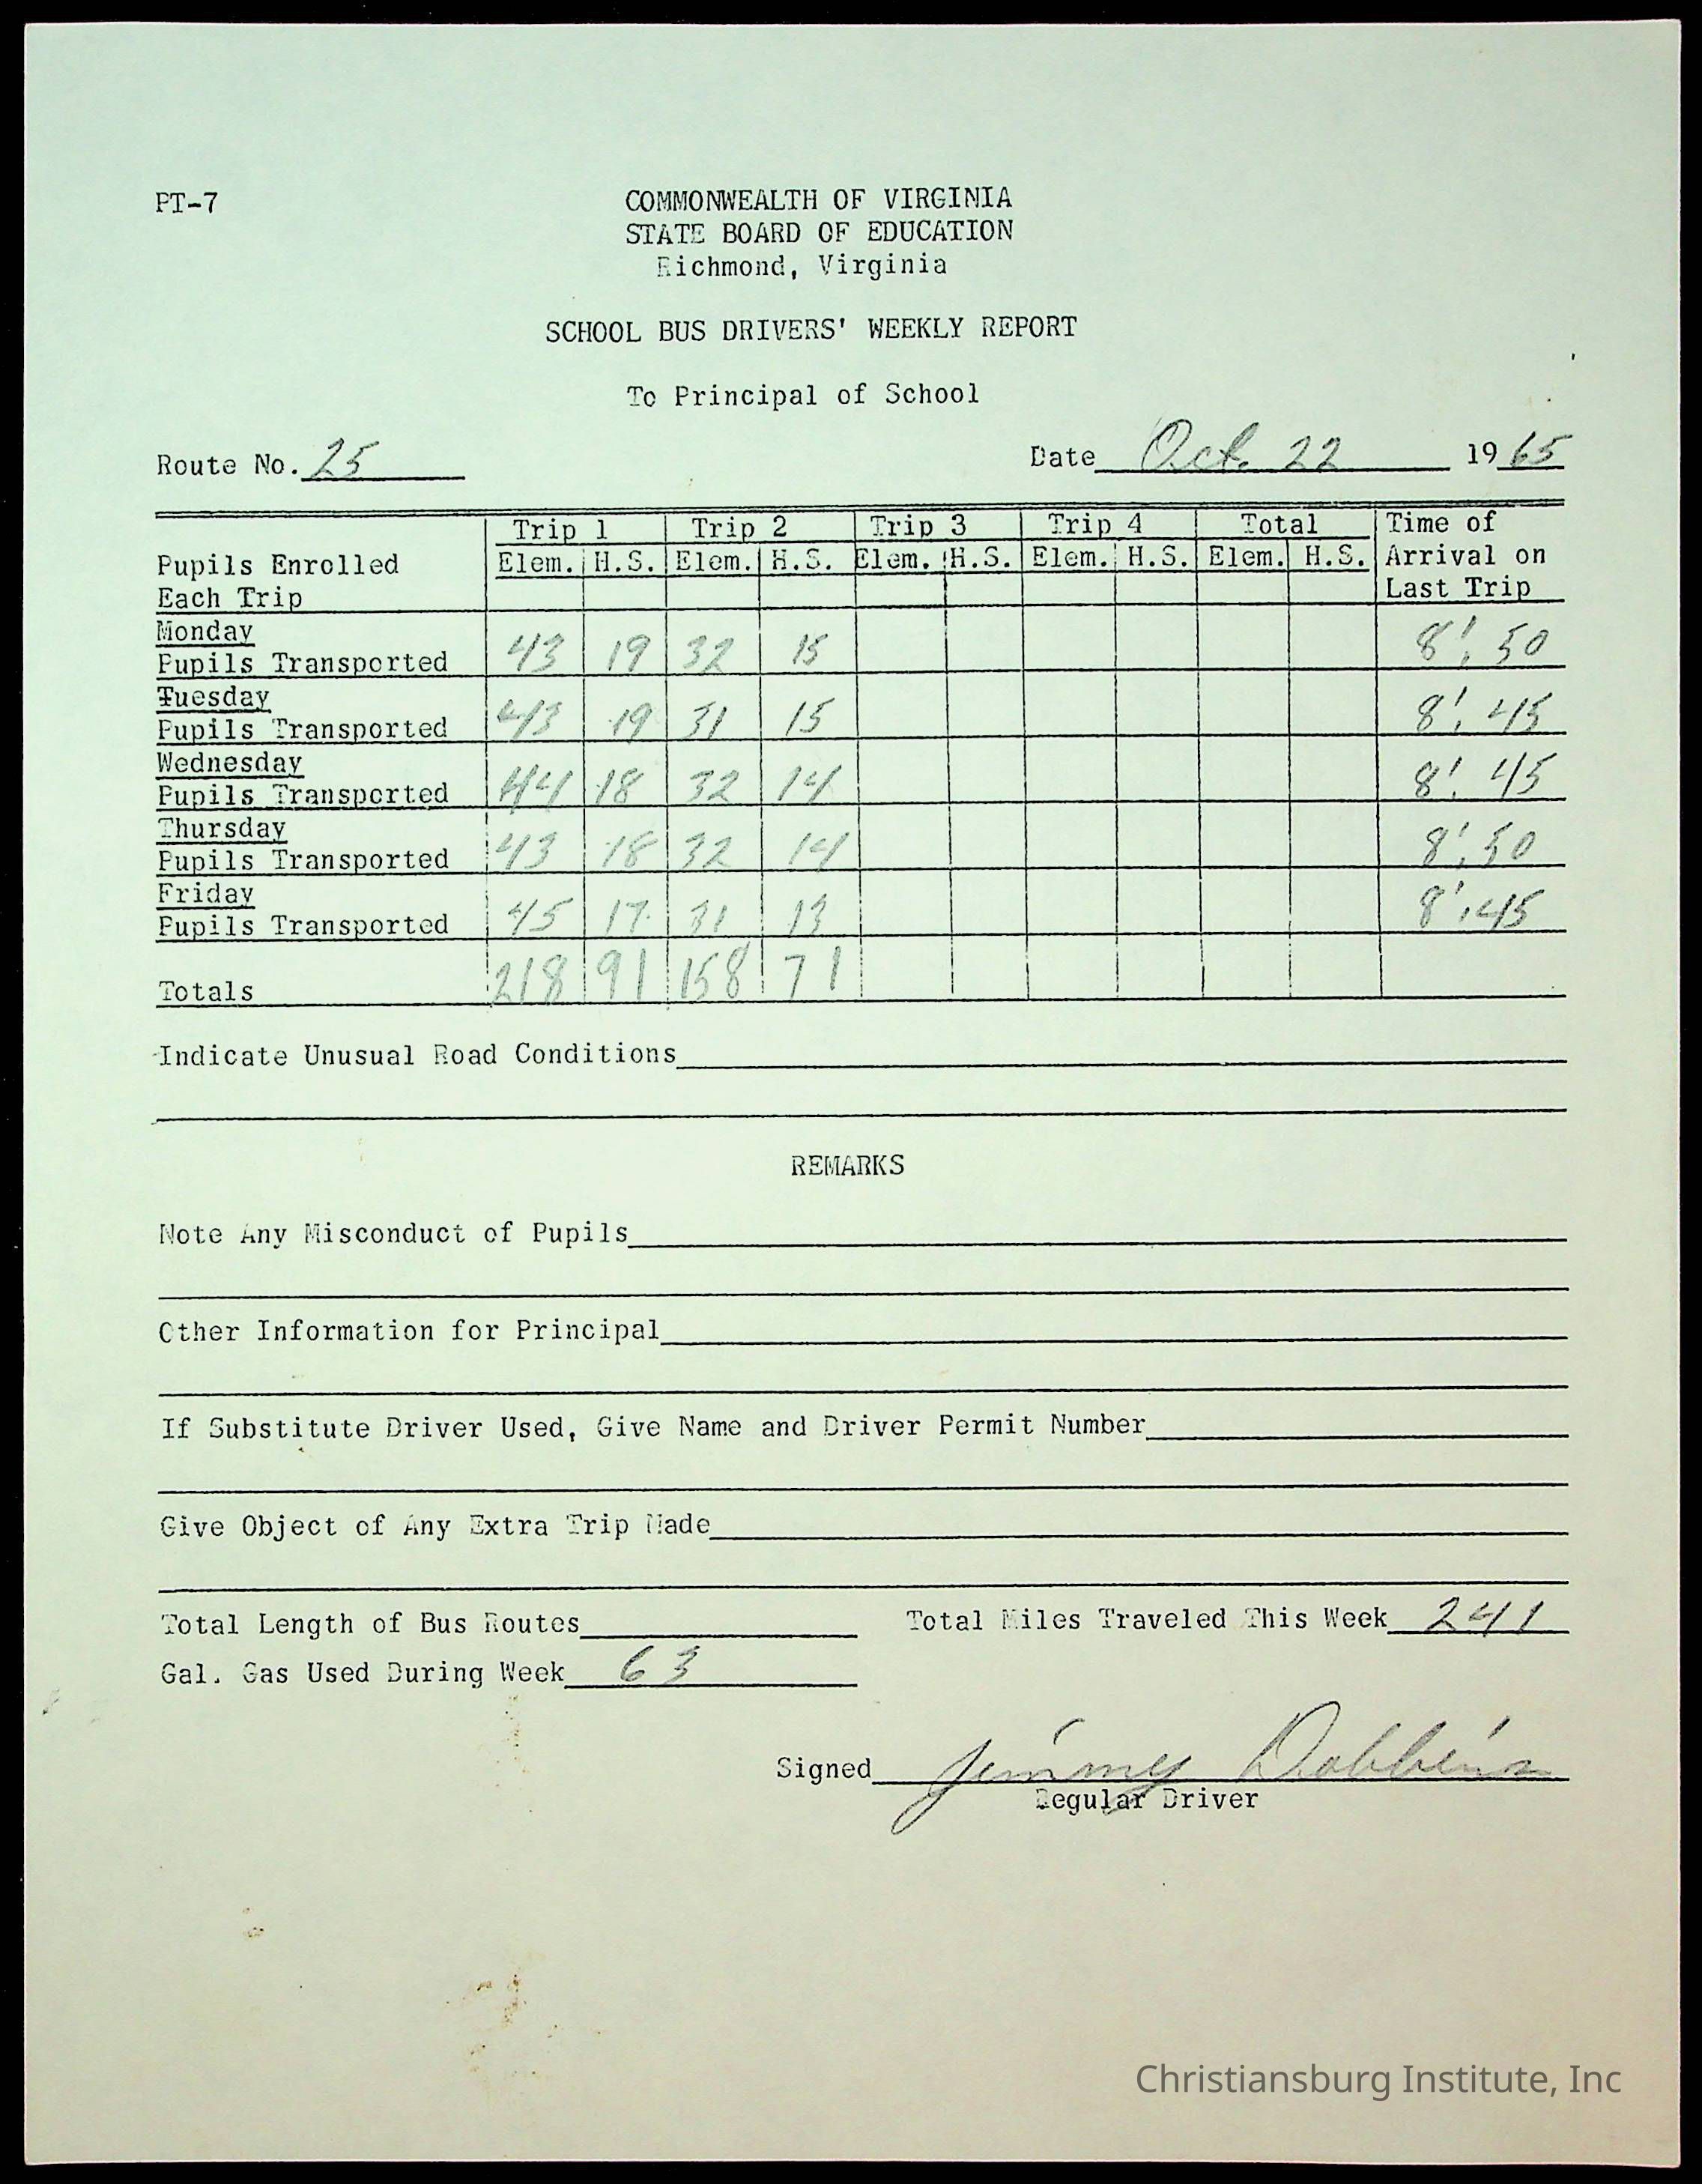 PT-7
COMMONWEALTH OF VIRGINIA
STATE BOARD OF EDUCATION
Richmond, Virginia
SCHOOL BUS DRIVERS' WEEKLY REPORT
To Principal of School
Route No. 25 Date Oct. 22 1965
Trip 1 Trip 2 Trip 3 Trip 4 Total Time of
Pupils Enrolled Elem. H.S. Elem. H.S. Elem. H.S. Elem. H.S. Elem. H.S. Arrival on
Each Trip Last Trip
Monday
Pupils Transported 43 19 32 15 8:50
Tuesday
Pupils Transported 43 19 31 15 8:45
Wednesday
Pupils Transported 44 18 32 14 8:45
Thursday
Pupils Transported 43 18 32 14 8:50
Friday
Pupils Transported 45 17 31 13 8:45
Totals 218 91 158 71
Indicate Unusual Road Conditions
REMARKS
Note Any Misconduct of Pupils
Other Information for Principal
If Substitute Driver Used, Give Name and Driver Permit Number
Give Object of Any Extra Trip Made
Total Length of Bus Routes Total Miles Traveled This Week 241
Gal. Gas Used During Week 63
Signed Jimmy Dobbins
Regular Driver
Christiansburg Institute, Inc